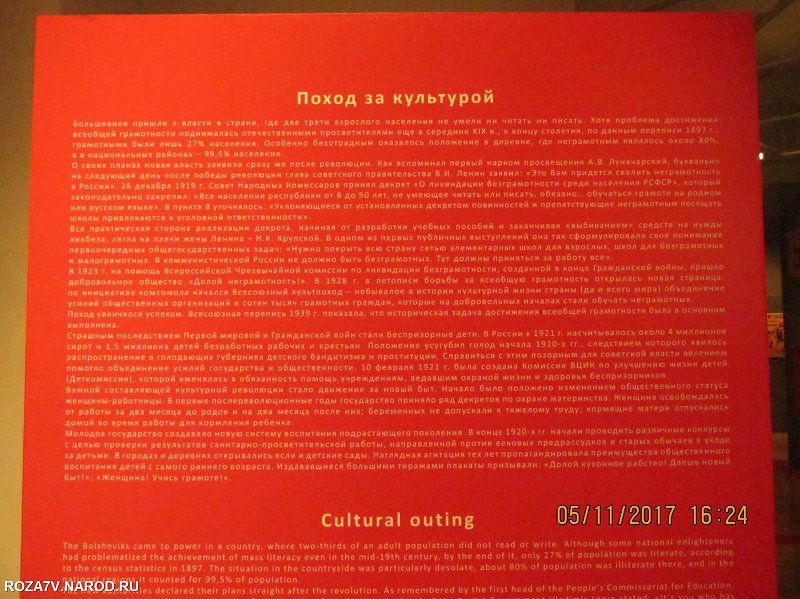 Поход за культурой
Большевики пришли к власти в стране, где две трети взрослого населения не умели ни читать ни писать. Хотя проблема достижения
всеобщей грамотности поднималась отечественными просветителями еще в середине XIX в., к концу столетия, по данным переписи 1897 г.,
грамотными были лишь 27% населения. Особенно безотрадным оказалось положение в деревне, где неграмотным являлось около 80%,
а в национальных районах – 99,5% населения.
О своих планах новая власть заявила сразу же после революции. Как вспоминал первый нарком просвещения А.В. Луначарский, буквально
на следующий день после победы революции глава советского правительства В.И. Ленин заявил: «Это Вам придется свалить неграмотность
в России». 26 декабря 1919 г. Совет Народных Комиссаров принял декрет «О ликвидации безграмотности среди населения РСФСР», который
законодательно закрепил: «Все население республики от 8 до 50 лет, не умеющее читать или писать, обязано... обучаться грамоте на родном
или русском языке». В пункте 8 уточнялось: «Уклоняющиеся от установленных декретом повинностей и препятствующие неграмотным посещать
школы привлекаются к уголовной ответственности».
Вся практическая сторона реализации декрета, начиная от разработки учебных пособий и заканчивая «выбиванием» средств на нужды
ликбеза, легла на плечи жены Ленина – Н.К. Крупской. В одном из первых публичных выступлений она так сформулировала свое понимание
первоочередных общегосударственных задач: «Нужно покрыть всю страну сетью элементарных школ для взрослых, школ для безграмотных
и малограмотных. В коммунистической России не должно быть безграмотных. Тут должны приняться за работу все».
В 1923 г. на помощь Всероссийской Чрезвычайной комиссии по ликвидации безграмотности, созданной в конце Гражданской войны, пришло
добровольное общество «Долой неграмотность!». В 1928 г. в летописи борьбы за всеобщую грамотность открылась новая страница:
по инициативе комсомола начался Всесоюзный культпоход – небывалое в истории культурной жизни страны (да и всего мира) объединение
усилий общественных организаций и сотен тысяч грамотных граждан, которые на добровольных началах стали обучать неграмотных.
Поход увенчался успехом. Всесоюзная перепись 1939 г. показала, что историческая задача достижения всеобщей грамотности была в основном
выполнена.
Страшным последствием Первой мировой и Гражданской войн стали беспризорные дети. В России к 1921 г. насчитывалось около 4 миллионов
сирот и 1,5 миллиона детей безработных рабочих и крестьян. Положение усугубил голод начала 1920-х гг., следствием которого явилось
распространение в голодающих губерниях детского бандитизма и проституции. Справиться с этим позорным для советской власти явлением
помогло объединение усилий государства и общественности. 10 февраля 1921 г. была создана Комиссия ВЦИК по улучшению жизни детей
(Деткомиссия), которой вменялась в обязанность помощь учреждениям, ведавшим охраной жизни и здоровья беспризорников.
Важной составляющей культурной революции стало движение за новый быт. Начало было положено изменением общественного статуса
женщины-работницы. В первые послереволюционные годы государство приняло ряд декретов по охране материнства. Женщина освобождалась
от работы за два месяца до родов и на два месяца после них; беременных не допускали к тяжелому труду; кормящие матери отпускались
домой во время работы для кормления ребенка.
Молодое государство создавало новую систему воспитания подрастающего поколения. В конце 1920-х гг. начали проводить различные конкурсы
с целью проверки результатов санитарно-просветительской работы, направленной против вековых предрассудков и старых обычаев в уходе
за детьми. В городах и деревнях открывались ясли и детские сады. Наглядная агитация тех лет пропагандировала преимущества общественного
воспитания детей с самого раннего возраста. Издававшиеся большими тиражами плакаты призывали: «Долой кухонное рабство! Даешь новый
быт!»; «Женщина! Учись грамоте!».
Cultural outing
05/11/2017 16:24
The Bolsheviks came to power in a country, where two-thirds of an adult population did not read or write. Although some national enlighteners
had problematized the achievement of mass literacy even in the mid-19th century, by the end of it, only 27% of population was literate, according
to the census statistics in 1897. The situation in the countryside was particularly desolate, about 80% of population was illiterate there, and in the
national regions it counted for 99,5% of population.
declared their plans straight after the revolution. As remembered by the first head of the People's Commissariat for Education,
ROZA7V.NAROD.RU